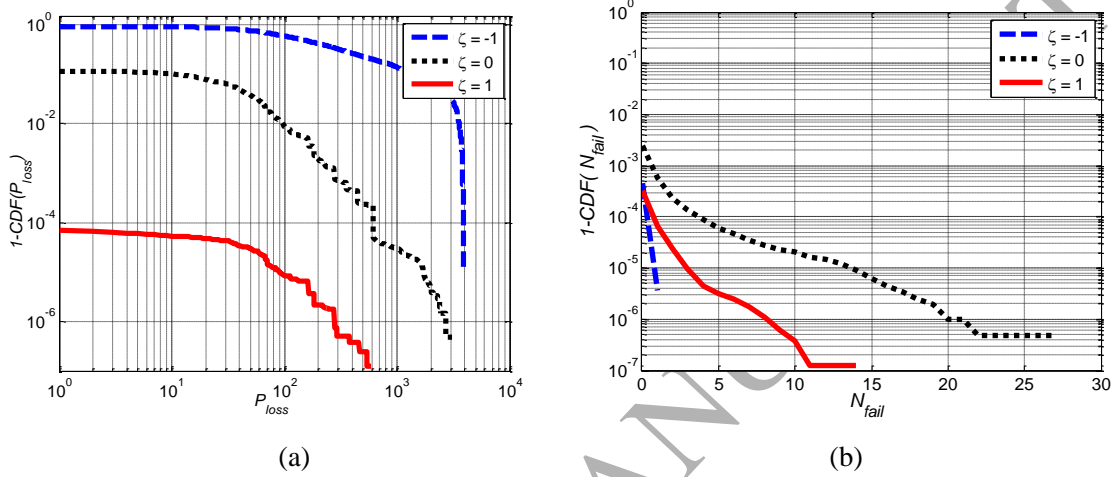 10^0
10^-2
10^-4
10^-6
1-CDF(P_loss)
10^0
10^1
10^2
10^3
10^4
P_loss
ζ = -1
ζ = 0
ζ = 1
(a)
10^0
10^-1
10^-2
10^-3
10^-4
10^-5
10^-6
10^-7
1-CDF( N_fail )
0
5
10
15
20
25
30
N_fail
ζ = -1
ζ = 0
ζ = 1
(b)